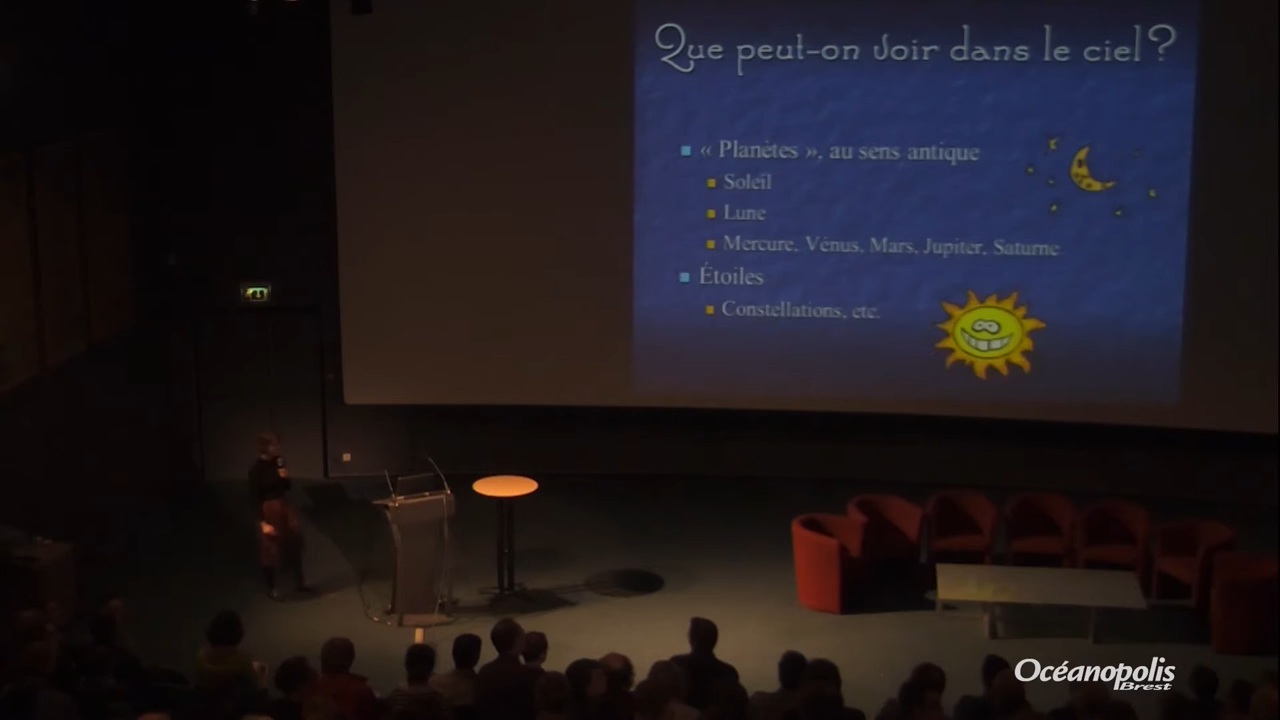 Que peut-on voir dans le ciel?
« Planètes », au sens antique
Soleil
Lune
Mercure, Vénus, Mars, Jupiter, Saturne
Étoiles
Constellations, etc.
Océanopolis
Brest